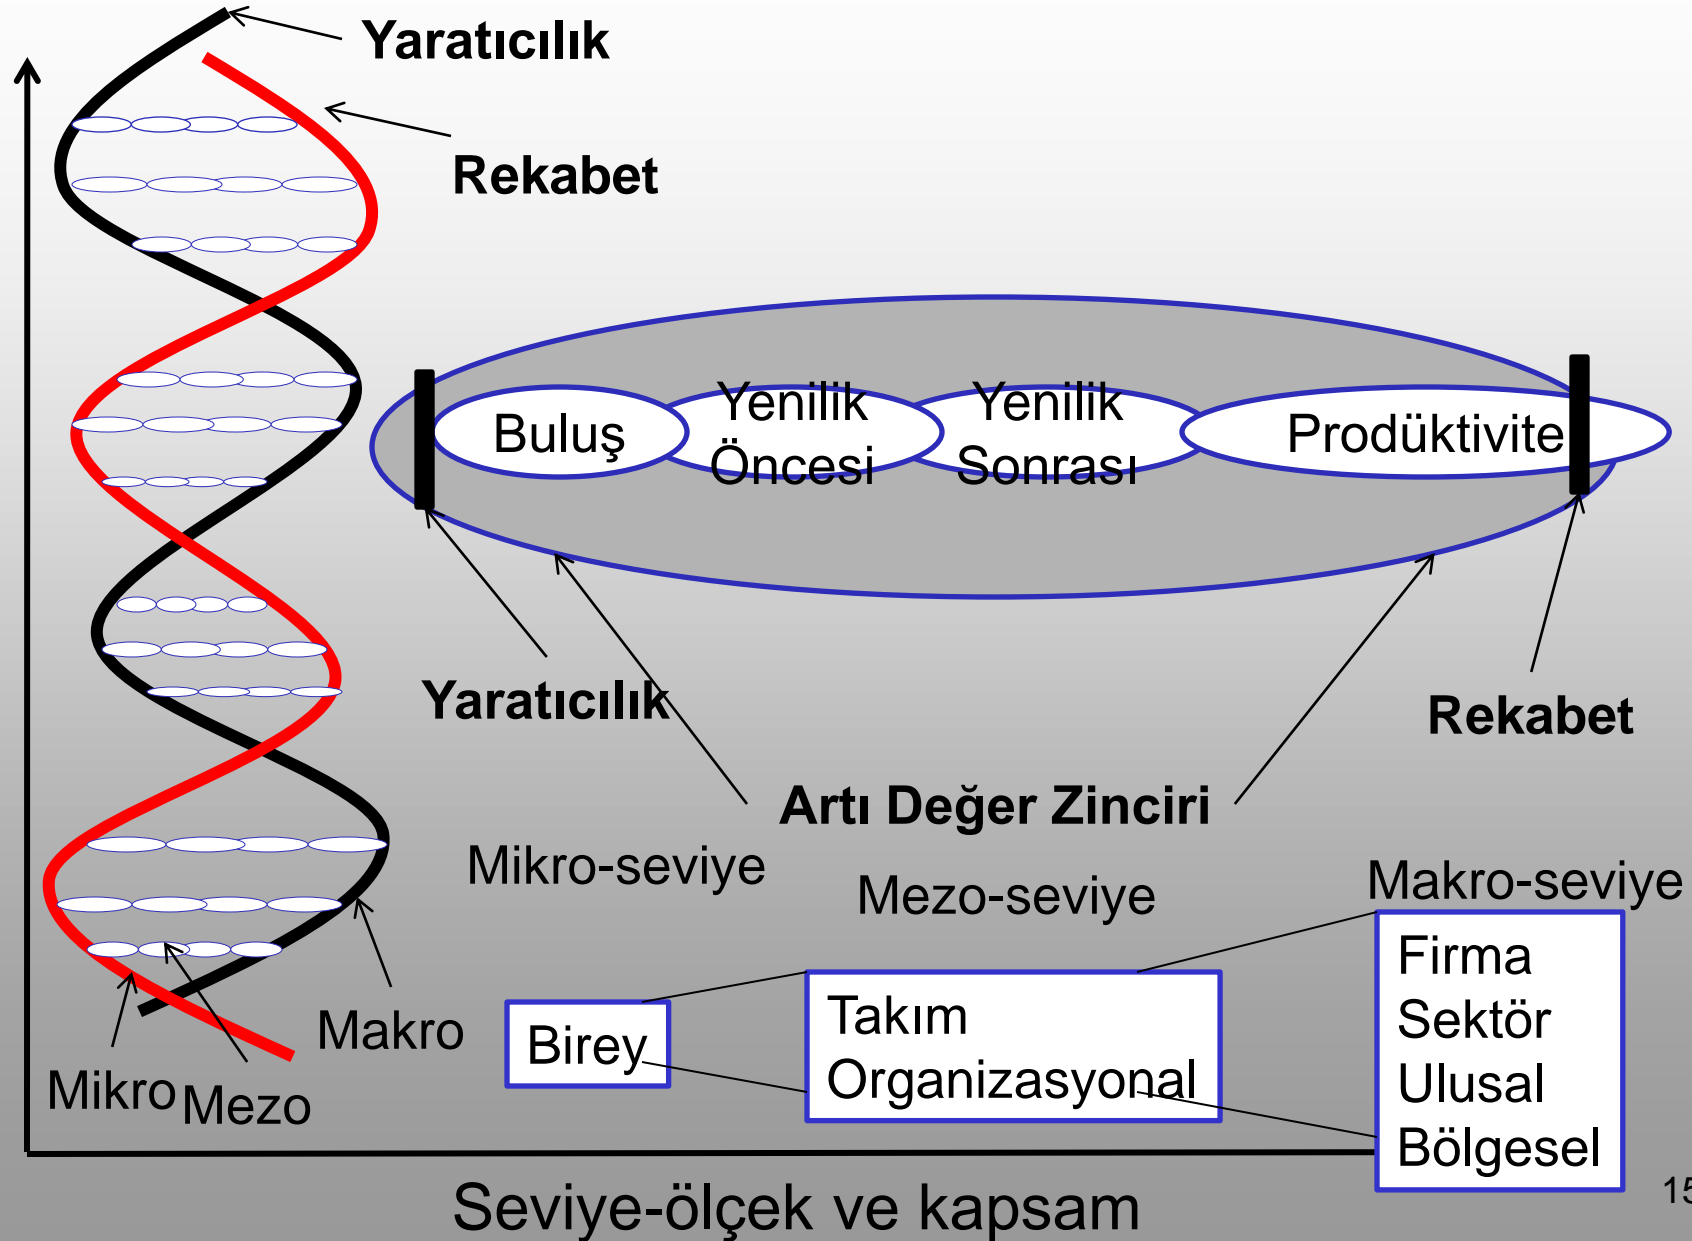 Yaratıcılık
Rekabet
Buluş
Yenilik
Öncesi
Yenilik
Sonrası
Prodüktivite
Yaratıcılık
Rekabet
Artı Değer Zinciri
Mikro-seviye
Mezo-seviye
Makro-seviye
Birey
Takım
Organizasyonal
Firma
Sektör
Ulusal
Bölgesel
Makro
Mikro
Mezo
Seviye-ölçek ve kapsam
15